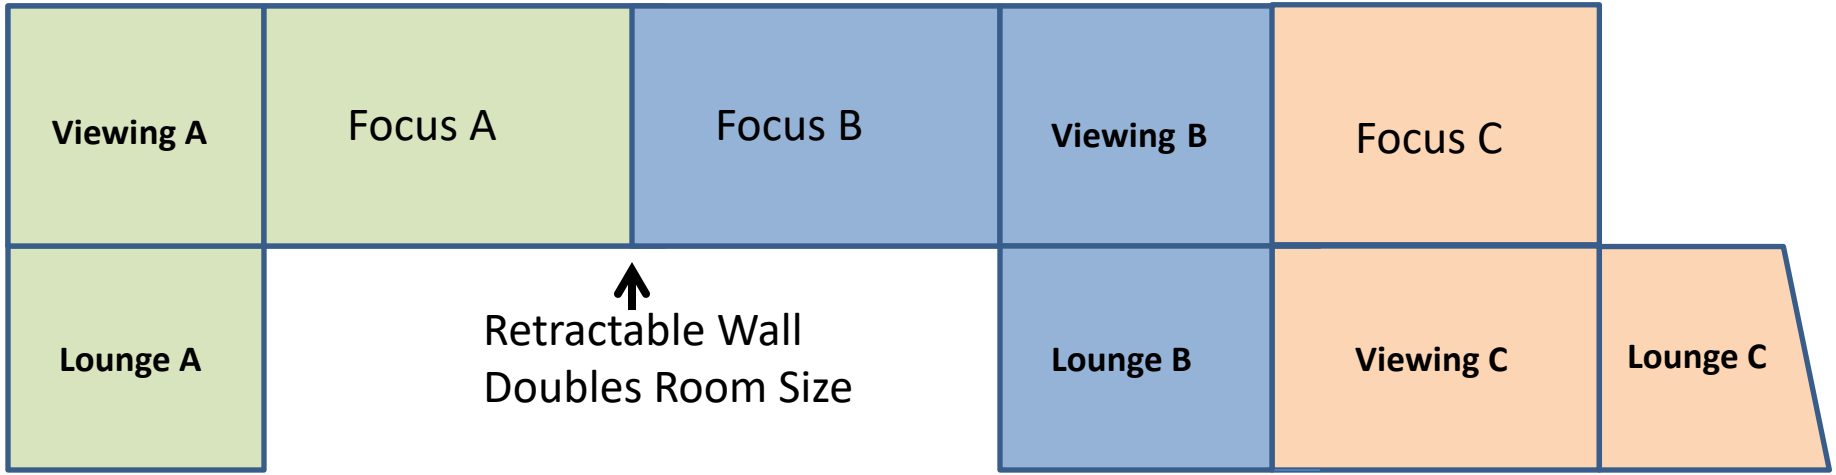 Viewing A
Focus A
Focus B
Viewing B
Focus C
Retractable Wall
Doubles Room Size
Lounge A
Lounge B
Viewing C
Lounge C